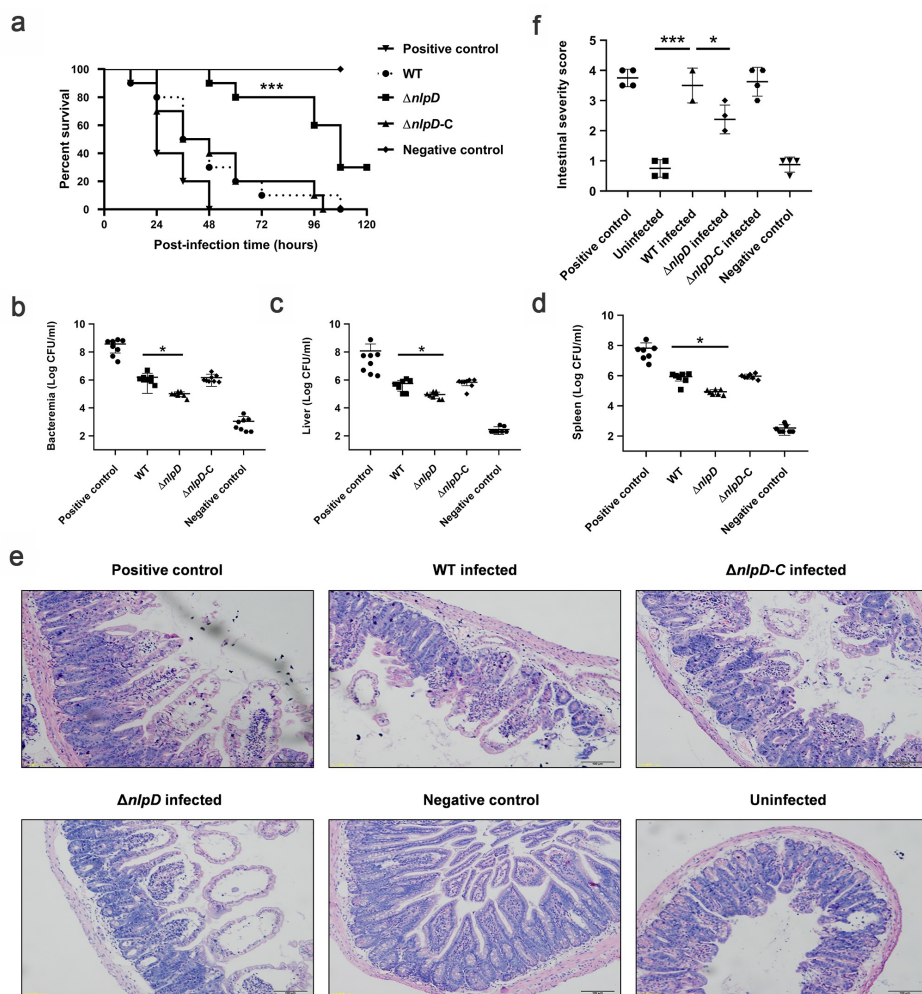 a
Percent survival
100
80
60
40
20
0
0 24 48 72 96 120
Post-infection time (hours)
***
Positive control
WT
ΔnlpD
ΔnlpD-C
Negative control
f
Intestinal severity score
5
4
3
2
1
0
*** *
Positive control
Uninfected
WT infected
ΔnlpD infected
ΔnlpD-C infected
Negative control
b
Bacteremia (Log CFU/ml)
10
8
6
4
2
*
Positive control
WT
ΔnlpD
ΔnlpD-C
Negative control
c
Liver (Log CFU/ml)
10
8
6
4
2
*
Positive control
WT
ΔnlpD
ΔnlpD-C
Negative control
d
Spleen (Log CFU/ml)
10
8
6
4
2
*
Positive control
WT
ΔnlpD
ΔnlpD-C
Negative control
e
Positive control WT infected ΔnlpD-C infected
ΔnlpD infected Negative control Uninfected